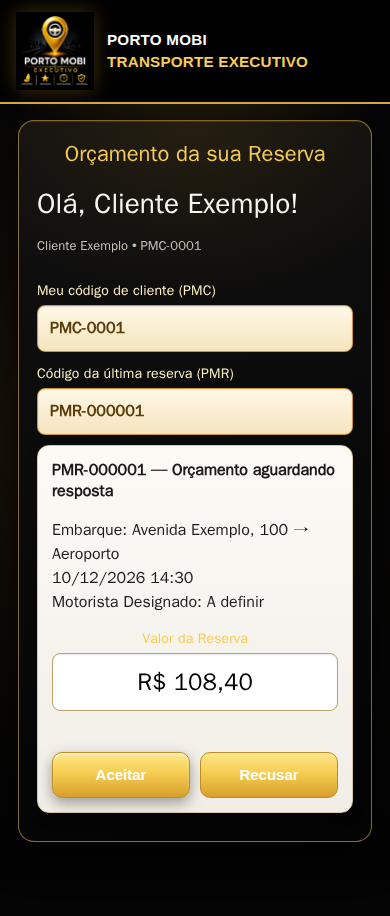 PORTO MOBI
EXECUTIVO
PORTO MOBI
TRANSPORTE EXECUTIVO
Orçamento da sua Reserva
Olá, Cliente Exemplo!
Cliente Exemplo • PMC-0001
Meu código de cliente (PMC)
PMC-0001
Código da última reserva (PMR)
PMR-000001
PMR-000001 — Orçamento aguardando
resposta
Embarque: Avenida Exemplo, 100 →
Aeroporto
10/12/2026 14:30
Motorista Designado: A definir
Valor da Reserva
R$ 108,40
Aceitar
Recusar